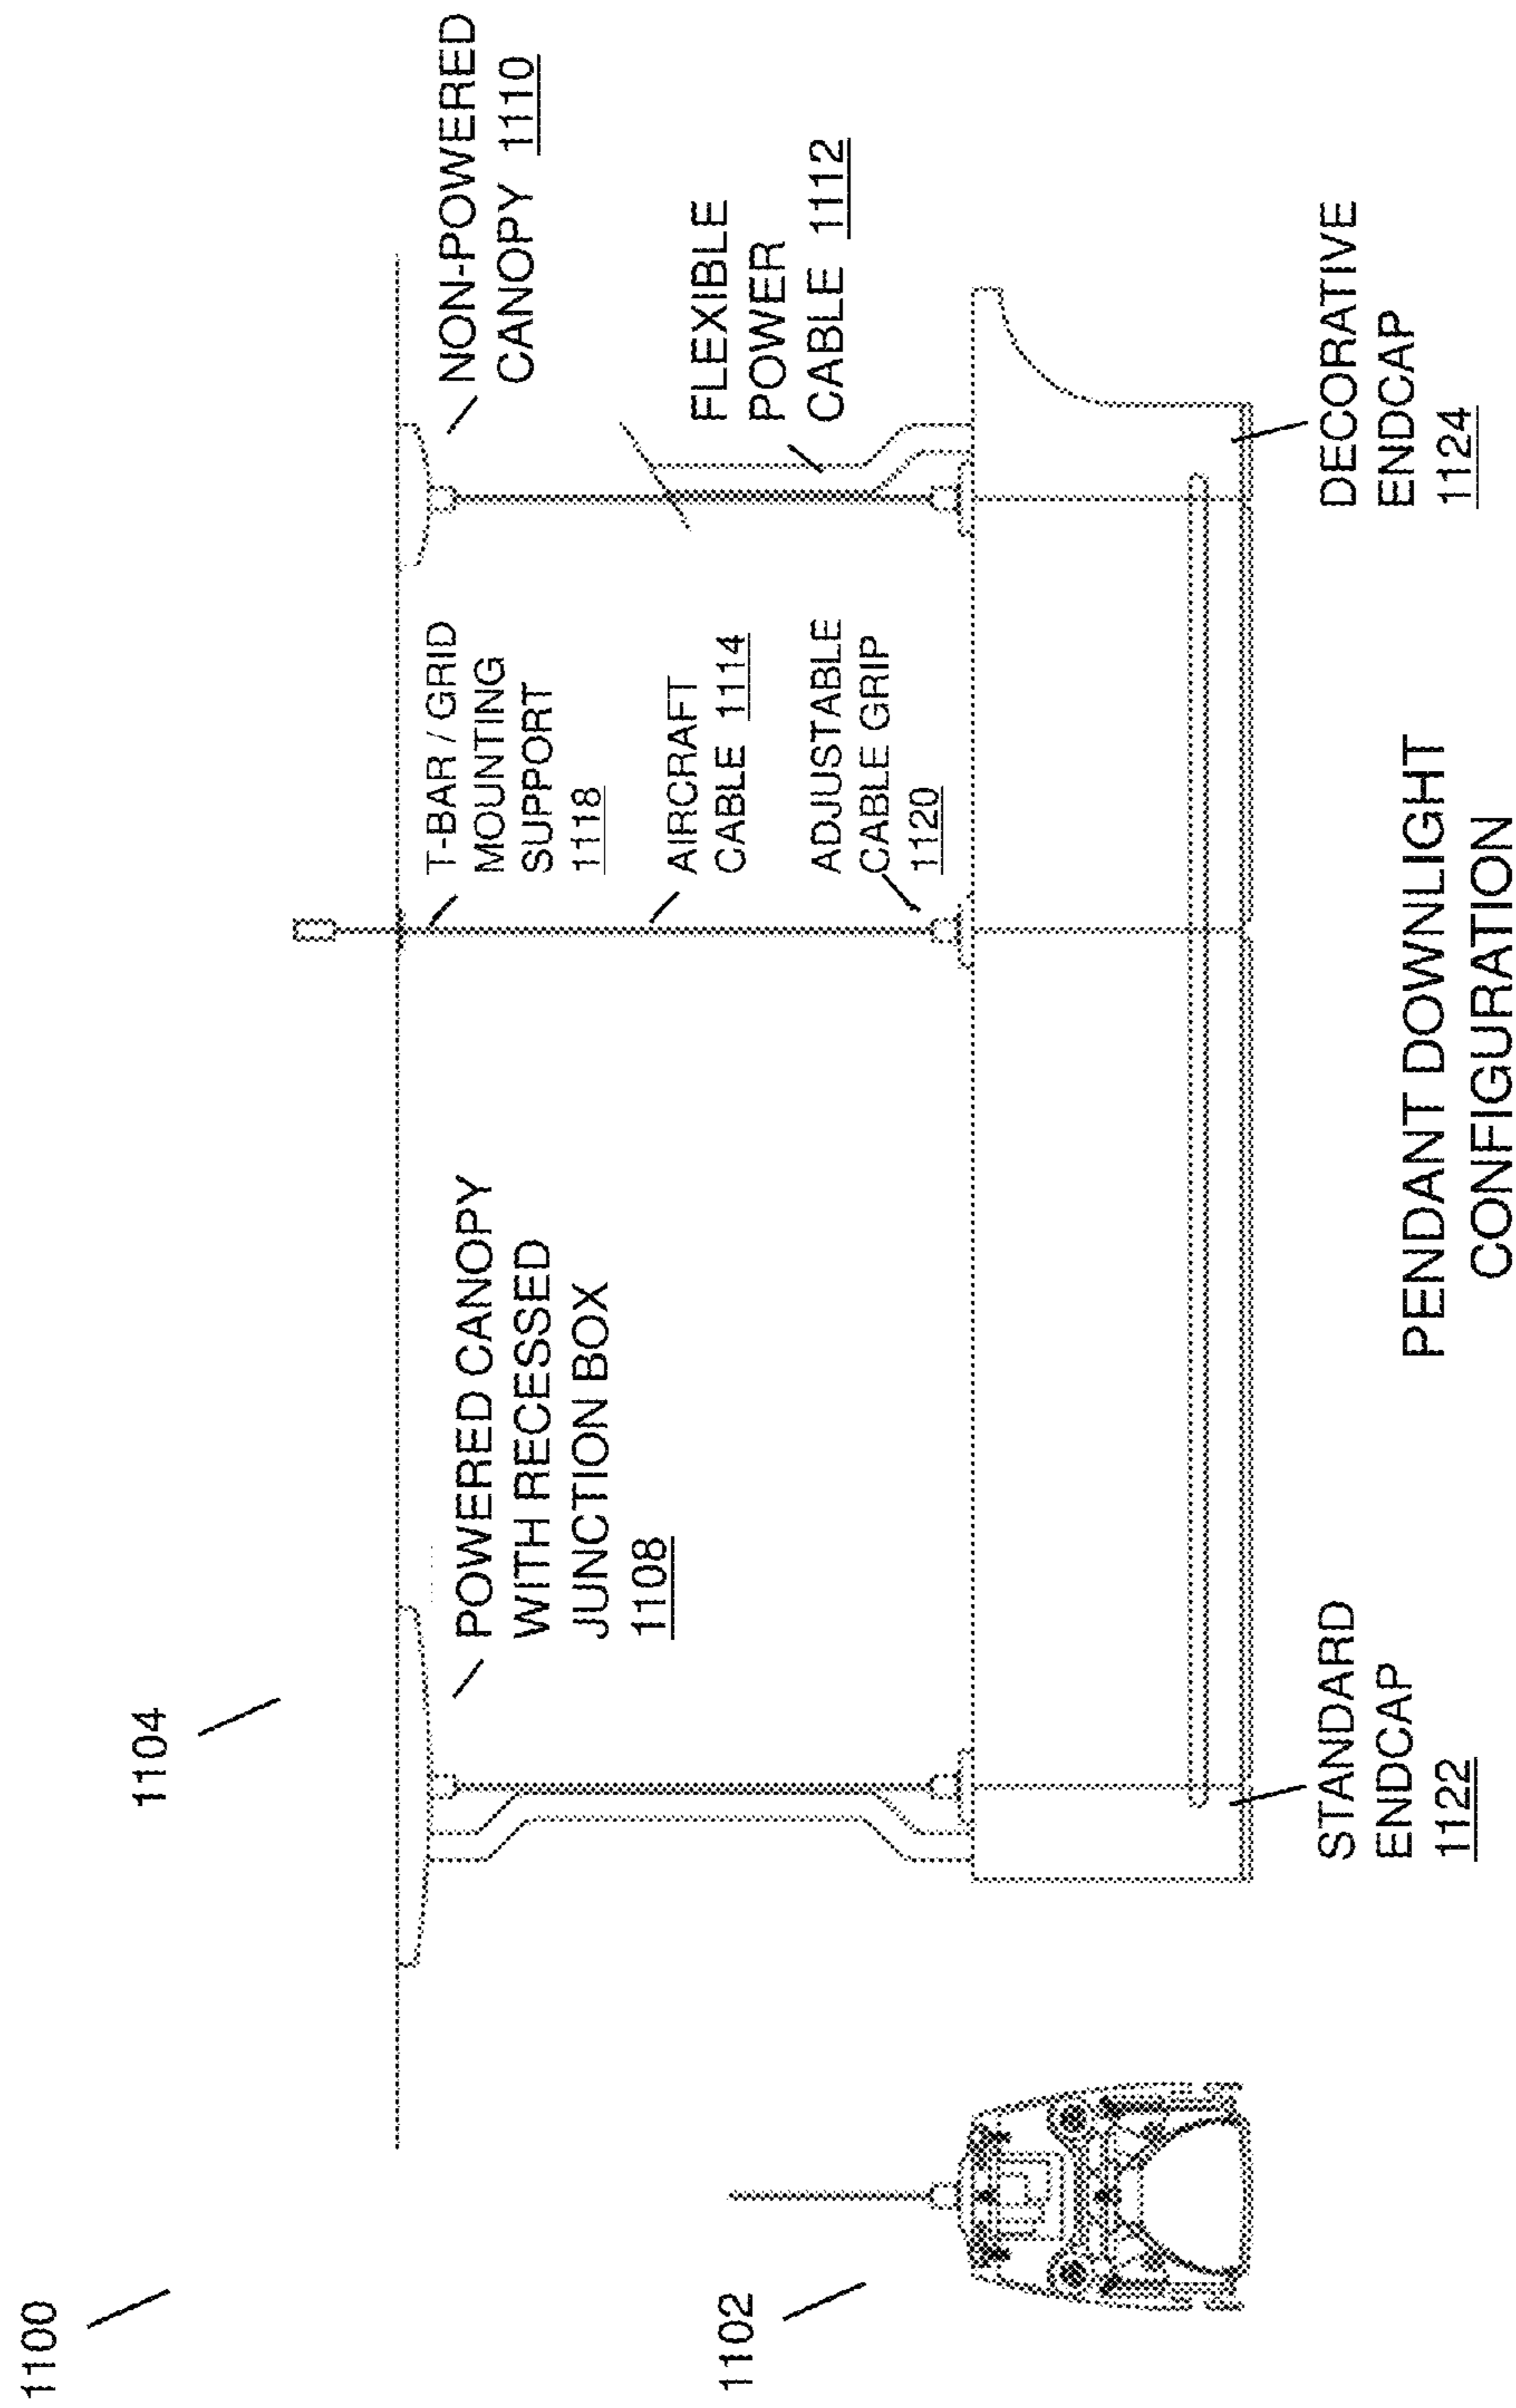 1100
1104
POWERED CANOPY
WITH RECESSED
JUNCTION BOX
1108
T-BAR / GRID
MOUNTING
SUPPORT
1118
NON-POWERED
CANOPY 1110
AIRCRAFT
CABLE 1114
FLEXIBLE
POWER
CABLE 1112
ADJUSTABLE
CABLE GRIP
1120
1102
STANDARD
ENDCAP
1122
DECORATIVE
ENDCAP
1124
PENDANT DOWNLIGHT
CONFIGURATION